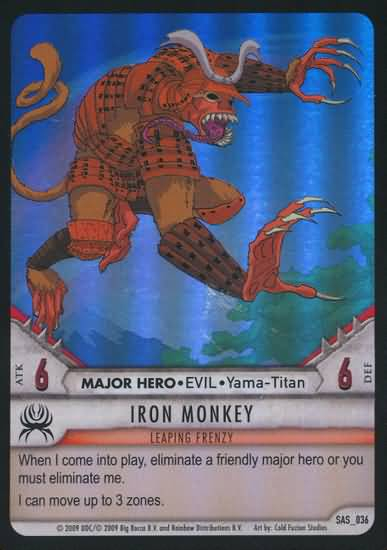 ATK 6
MAJOR HERO•EVIL•Yama-Titan
6 DEF
IRON MONKEY
LEAPING FRENZY
When I come into play, eliminate a friendly major hero or you
must eliminate me.
I can move up to 3 zones.
SAS_036
© 2009 UDC/© 2009 Big Bocca B.V. and Rainbow Distributions B.V. Art by: Cold Fusion Studios